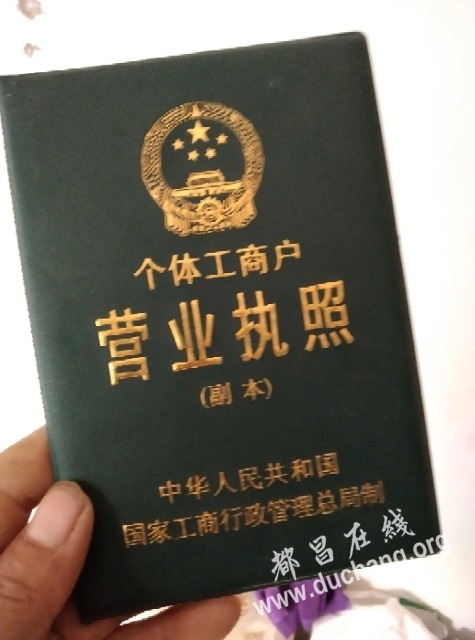 个体工商户
营业执照
(副本)
中华人民共和国
国家工商行政管理总局制
都昌在线
www.duchang.org